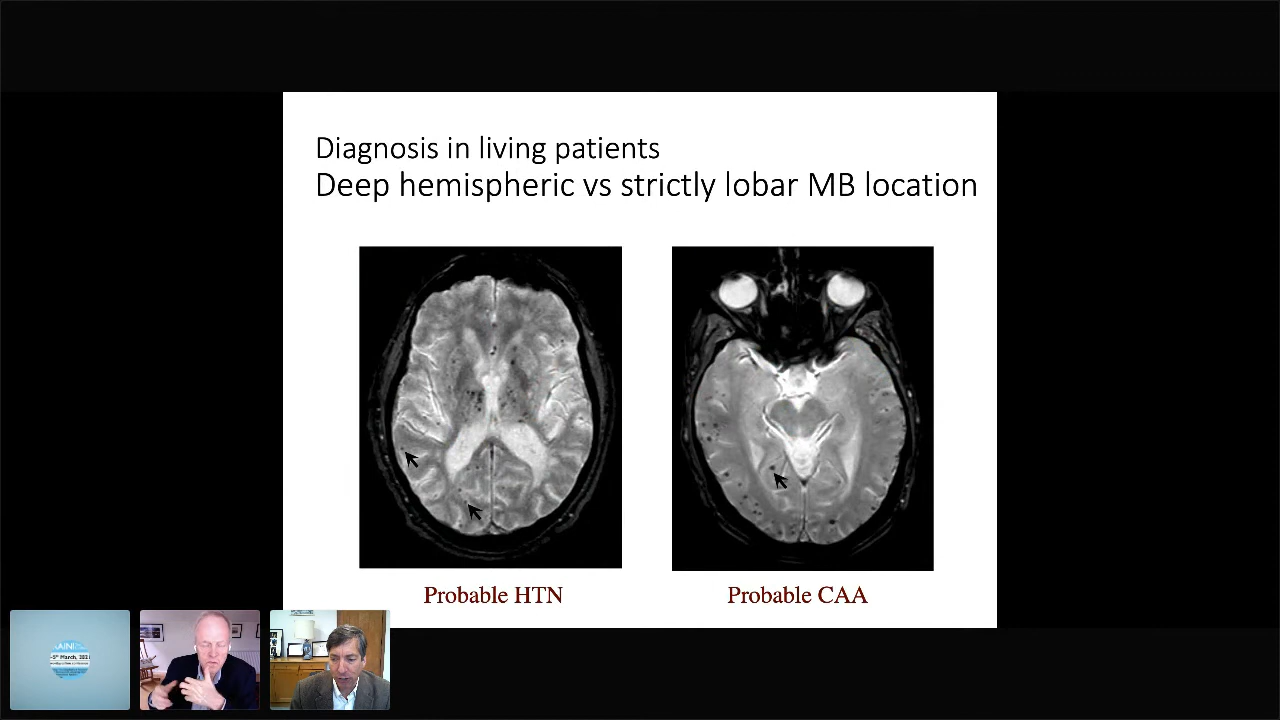 Diagnosis in living patients
Deep hemispheric vs strictly lobar MB location
Probable HTN
Probable CAA